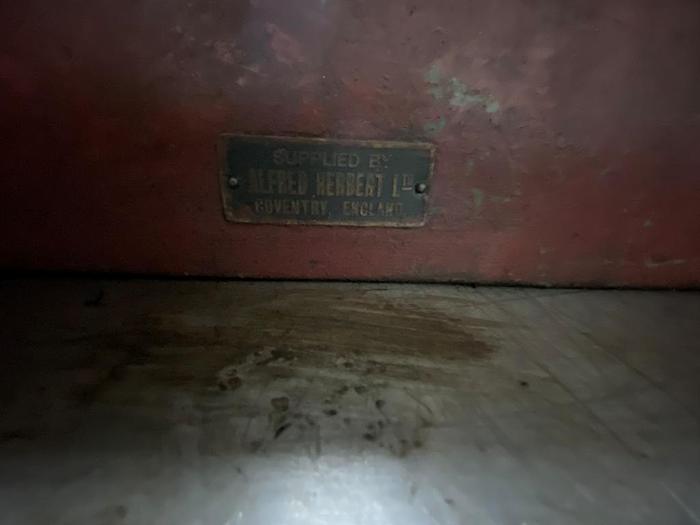 SUPPLIED BY
ALFRED HERBERT LTD
COVENTRY, ENGLAND.